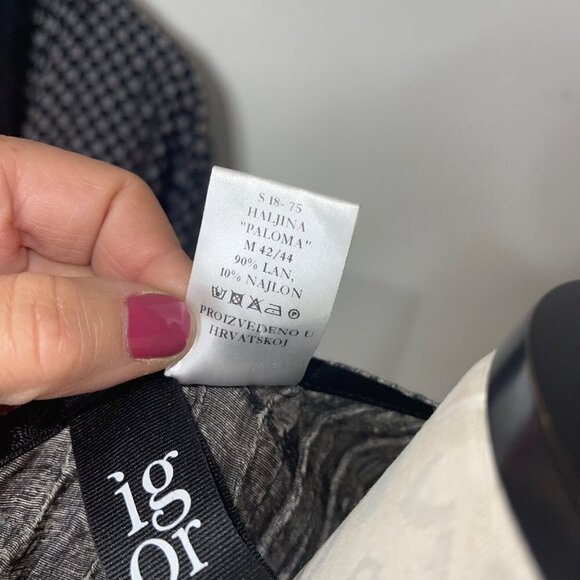 S 18-75
HALJINA
"PALOMA"
M 42/44
90% LAN,
10% NAJLON
PROIZVEDENO U
HRVATSKOJ
ig
or